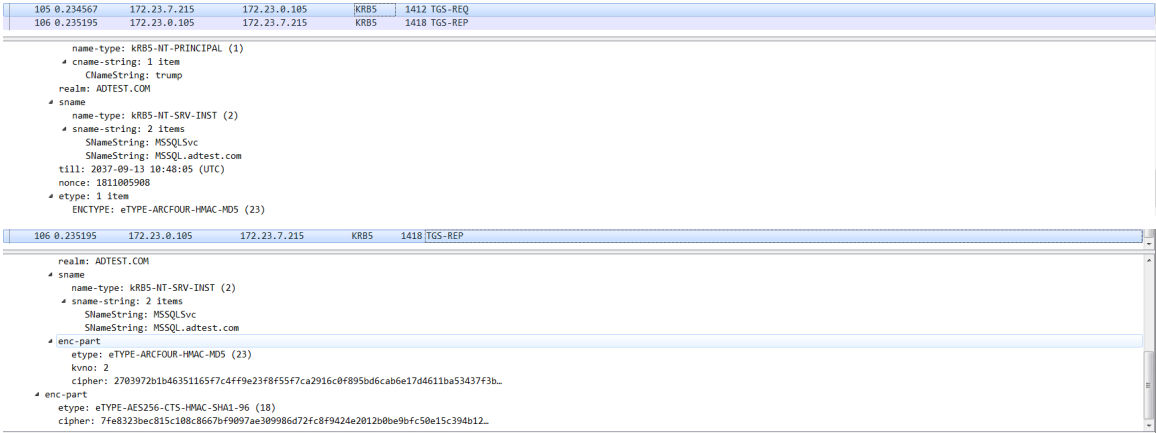 105 0.234567 172.23.7.215 172.23.0.105 KRB5 1412 TGS-REQ
106 0.235195 172.23.0.105 172.23.7.215 KRB5 1418 TGS-REP
name-type: kRB5-NT-PRINCIPAL (1)
cname-string: 1 item
CNameString: trump
realm: ADTEST.COM
sname
name-type: kRB5-NT-SRV-INST (2)
sname-string: 2 items
SNameString: MSSQLSvc
SNameString: MSSQL.adtest.com
till: 2037-09-13 10:48:05 (UTC)
nonce: 1811005908
etype: 1 item
ENCTYPE: eTYPE-ARCFOUR-HMAC-MD5 (23)
106 0.235195 172.23.0.105 172.23.7.215 KRB5 1418 TGS-REP
realm: ADTEST.COM
sname
name-type: kRB5-NT-SRV-INST (2)
sname-string: 2 items
SNameString: MSSQLSvc
SNameString: MSSQL.adtest.com
enc-part
etype: eTYPE-ARCFOUR-HMAC-MD5 (23)
kvno: 2
cipher: 2703972b1b46351165f7c4ff9e23f8f55f7ca2916c0f895bd6cab6e17d4611ba53437f3b…
enc-part
etype: eTYPE-AES256-CTS-HMAC-SHA1-96 (18)
cipher: 7fe8323bec815c108c8667bf9097ae309986d72fc8f9424e2012b0be9bfc50e15c394b12…